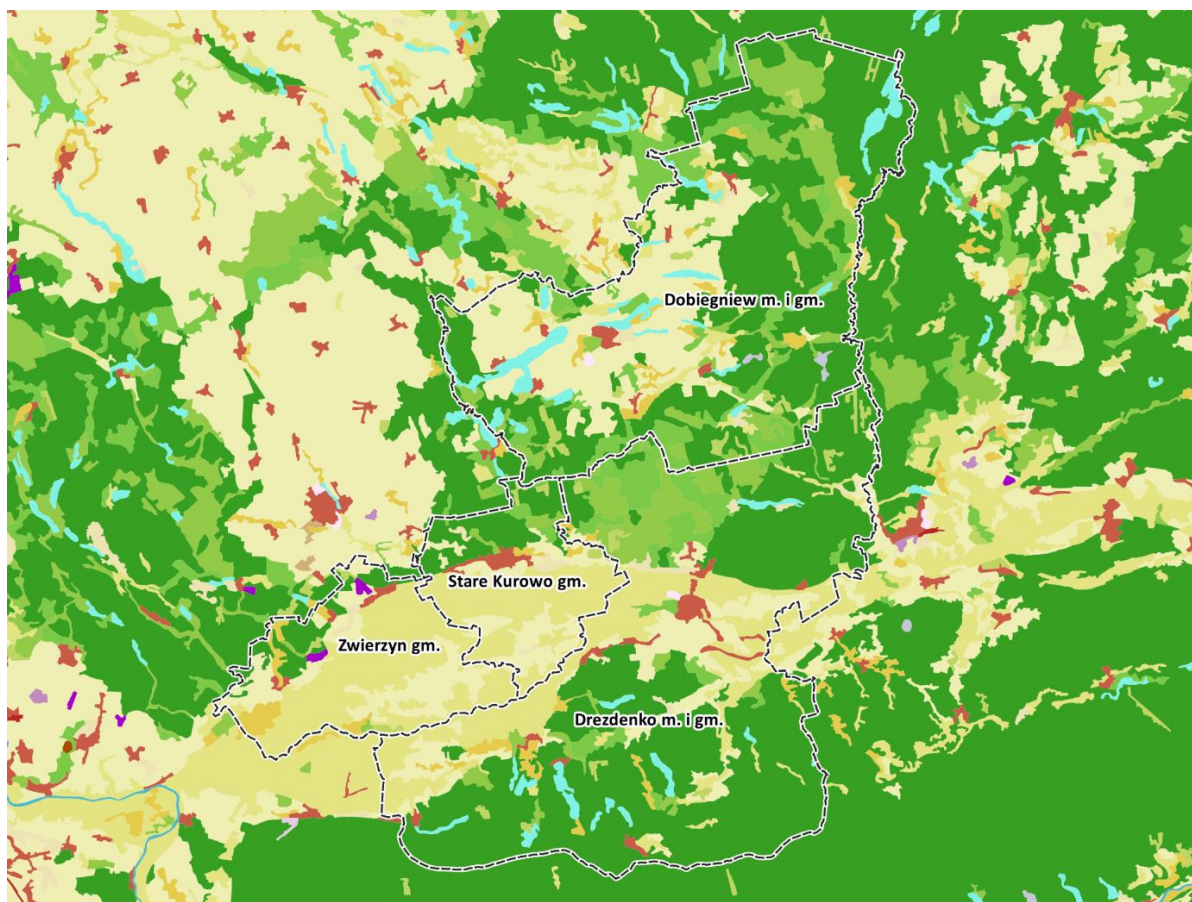 Dobiegniew m. i gm.
Stare Kurowo gm.
Zwierzyn gm.
Drezdenko m. i gm.